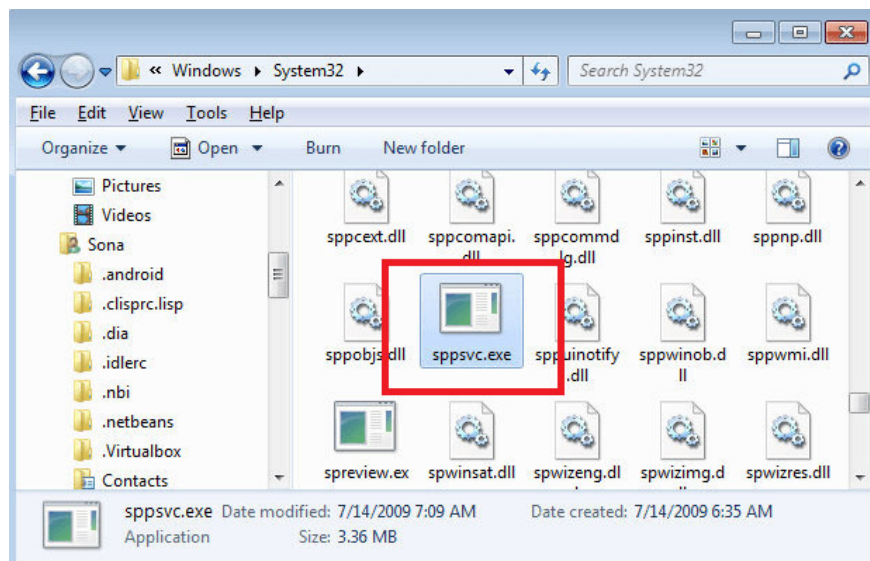 « Windows ▸ System32 ▸
Search System32
File Edit View Tools Help
Organize Open Burn New folder
Pictures
Videos
Sona
.android
.clisprc.lisp
.dia
.idlerc
.nbi
.netbeans
.Virtualbox
Contacts
sppcext.dll sppcomapi. sppcommd sppinst.dll sppnp.dll
dll lg.dll
sppobjs.dll sppsvc.exe sppuinotify sppwinob.d sppwmi.dll
.dll ll
spreview.ex spwinsat.dll spwizeng.dl spwizimg.d spwizres.dll
sppsvc.exe Date modified: 7/14/2009 7:09 AM Date created: 7/14/2009 6:35 AM
Application Size: 3.36 MB